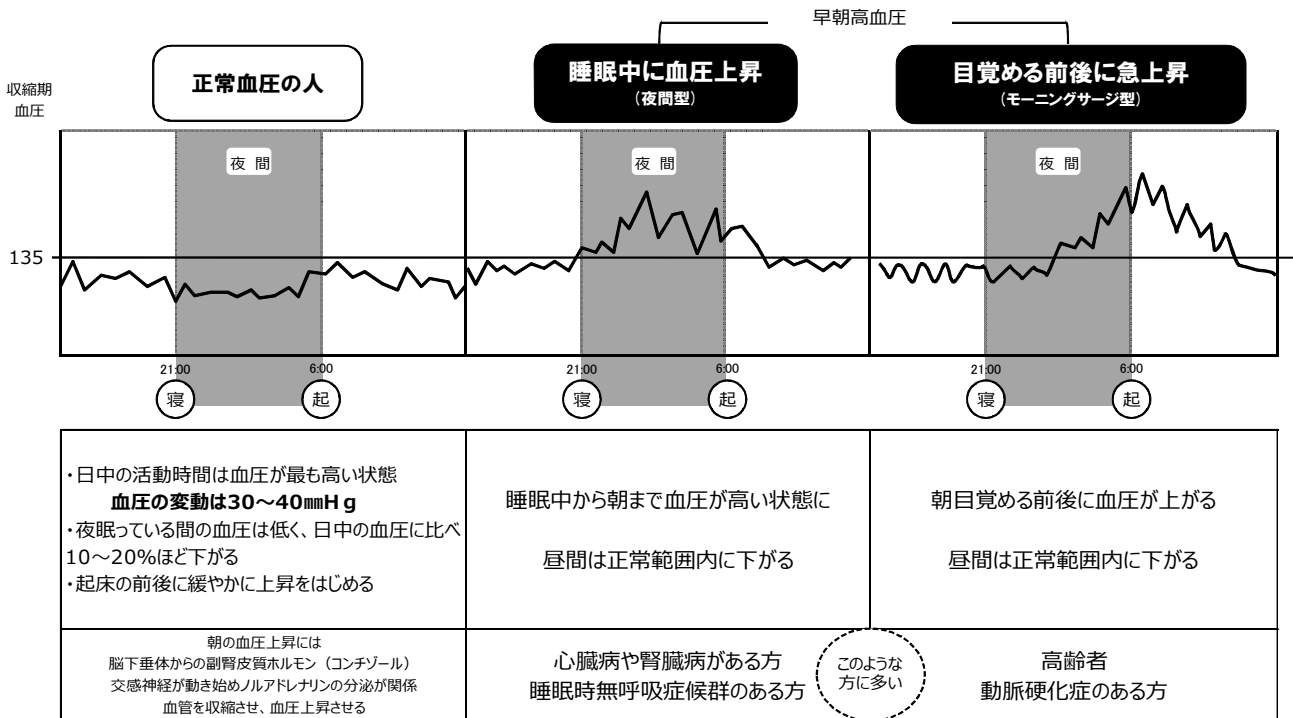 早朝高血圧
収縮期
血圧
正常血圧の人
睡眠中に血圧上昇
(夜間型)
目覚める前後に急上昇
(モーニングサージ型)
夜 間
夜 間
夜 間
135
21:00
6:00
21:00
6:00
21:00
6:00
寝
起
寝
起
寝
起
・日中の活動時間は血圧が最も高い状態
血圧の変動は30~40㎜Hg
・夜眠っている間の血圧は低く、日中の血圧に比べ
10~20%ほど下がる
・起床の前後に緩やかに上昇をはじめる
睡眠中から朝まで血圧が高い状態に
昼間は正常範囲内に下がる
朝目覚める前後に血圧が上がる
昼間は正常範囲内に下がる
朝の血圧上昇には
脳下垂体からの副腎皮質ホルモン(コンチゾール)
交感神経が動き始めノルアドレナリンの分泌が関係
血管を収縮させ、血圧上昇させる
心臓病や腎臓病がある方
睡眠時無呼吸症候群のある方
このような
方に多い
高齢者
動脈硬化症のある方